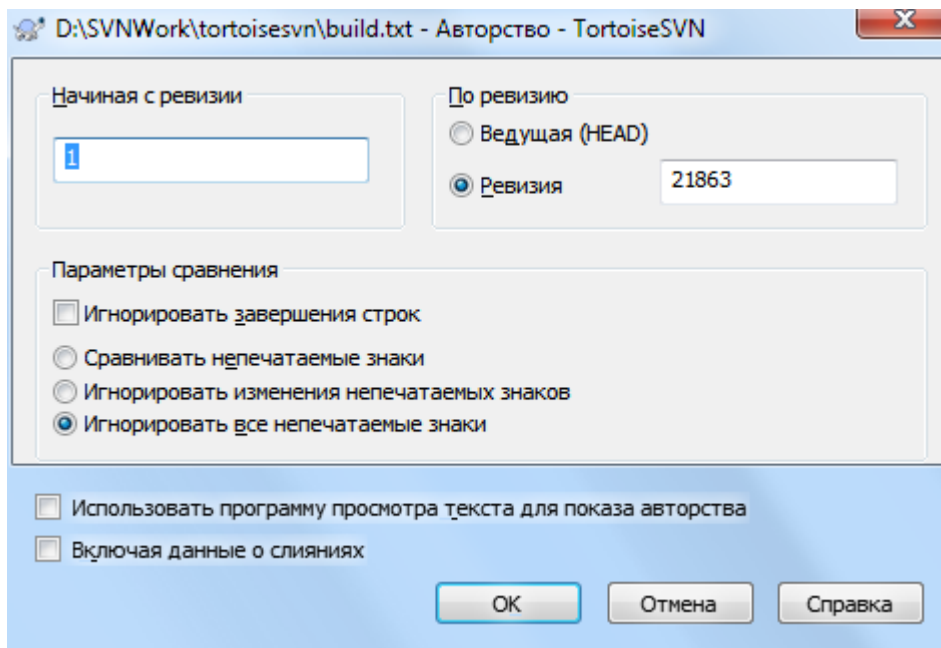 D:\SVNWork\tortoisesvn\build.txt - Авторство - TortoiseSVN
Начиная с ревизии
1
По ревизию
Ведущая (HEAD)
Ревизия 21863
Параметры сравнения
Игнорировать завершения строк
Сравнивать непечатаемые знаки
Игнорировать изменения непечатаемых знаков
Игнорировать все непечатаемые знаки
Использовать программу просмотра текста для показа авторства
Включая данные о слияниях
OK Отмена Справка